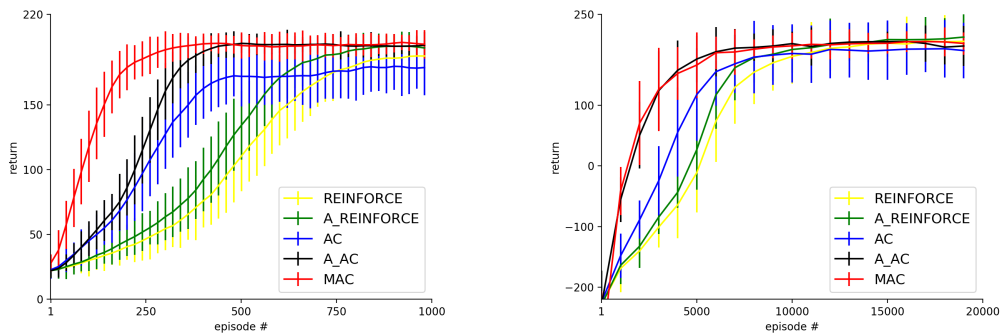 220
150
100
50
0
return
1
250
500
750
1000
episode #
REINFORCE
A_REINFORCE
AC
A_AC
MAC
250
100
0
−100
−200
return
1
5000
10000
15000
20000
episode #
REINFORCE
A_REINFORCE
AC
A_AC
MAC